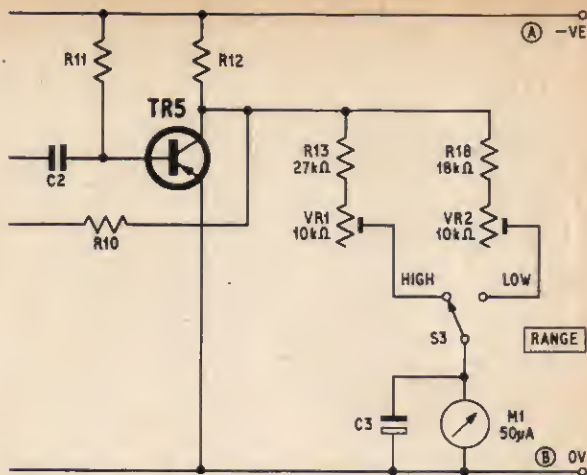 A -VE
R11
R12
TR5
C2
R13
27kΩ
R18
18kΩ
VR1
10kΩ
VR2
10kΩ
R10
HIGH
LOW
S3
RANGE
C3
M1
50μA
B 0V